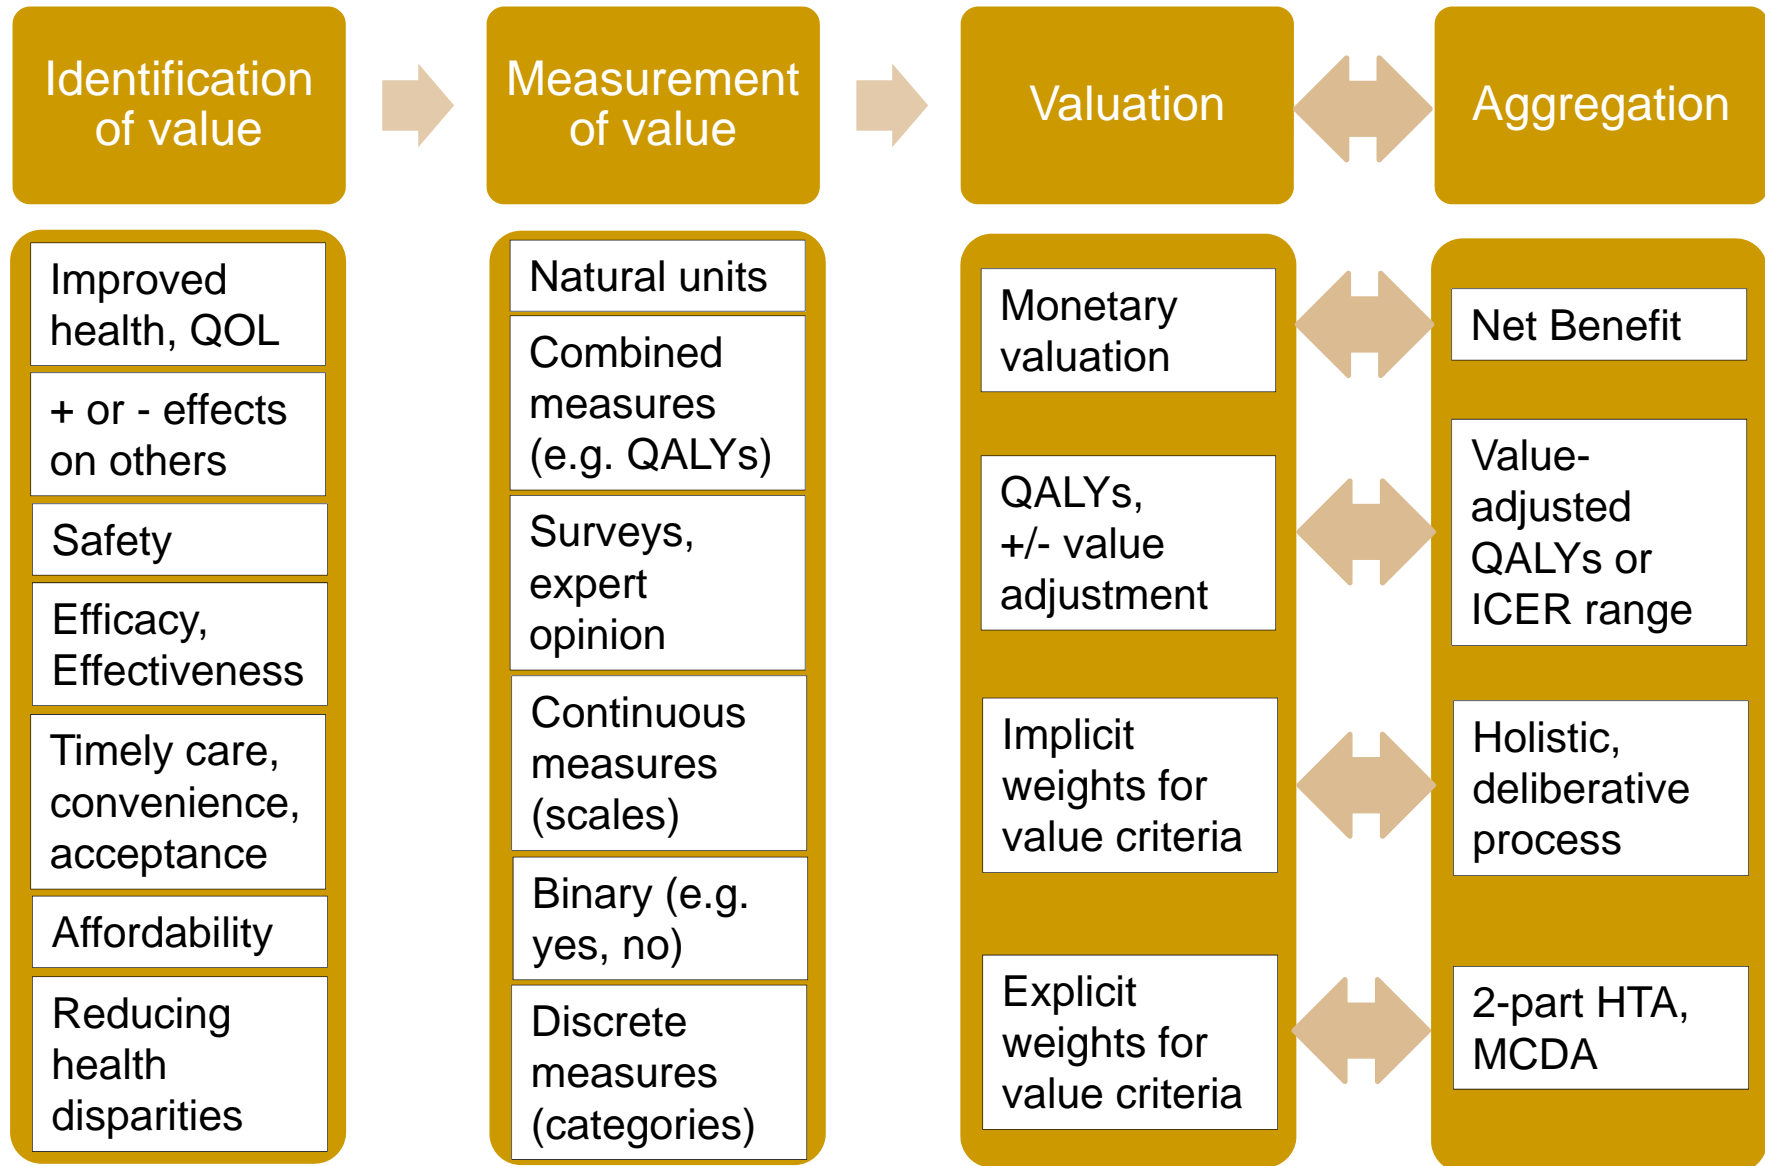 Identification
of value
Measurement
of value
Valuation
Aggregation
Improved
health, QOL
+ or - effects
on others
Safety
Efficacy,
Effectiveness
Timely care,
convenience,
acceptance
Affordability
Reducing
health
disparities
Natural units
Combined
measures
(e.g. QALYs)
Surveys,
expert
opinion
Continuous
measures
(scales)
Binary (e.g.
yes, no)
Discrete
measures
(categories)
Monetary
valuation
QALYs,
+/- value
adjustment
Implicit
weights for
value criteria
Explicit
weights for
value criteria
Net Benefit
Value-
adjusted
QALYs or
ICER range
Holistic,
deliberative
process
2-part HTA,
MCDA